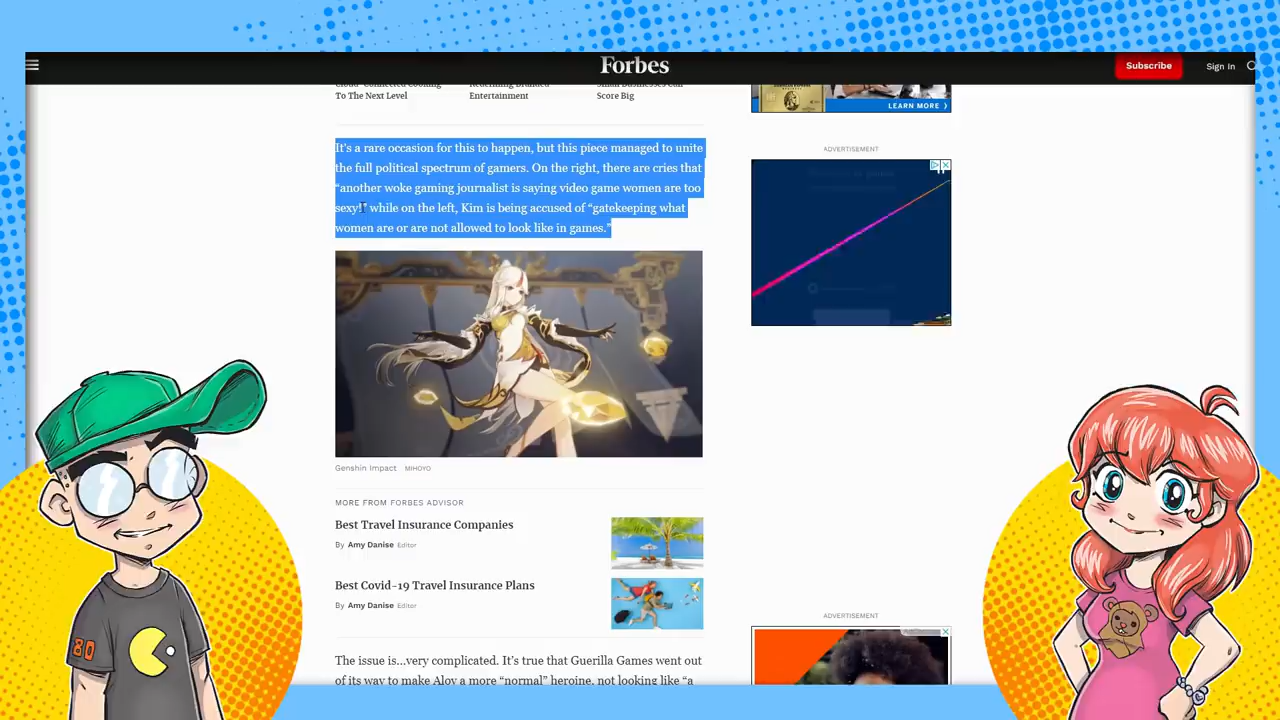 Forbes
Subscribe
Sign In
To The Next Level
Entertainment
Score Big
LEARN MORE
ADVERTISEMENT
It's a rare occasion for this to happen, but this piece managed to unite
the full political spectrum of gamers. On the right, there are cries that
“another woke gaming journalist is saying video game women are too
sexy!” while on the left, Kim is being accused of “gatekeeping what
women are or are not allowed to look like in games.”
Genshin Impact MIHOYO
MORE FROM FORBES ADVISOR
Best Travel Insurance Companies
By Amy Danise Editor
Best Covid-19 Travel Insurance Plans
By Amy Danise Editor
ADVERTISEMENT
The issue is...very complicated. It's true that Guerilla Games went out
of its way to make Aloy a more “normal” heroine, not looking like “a
80